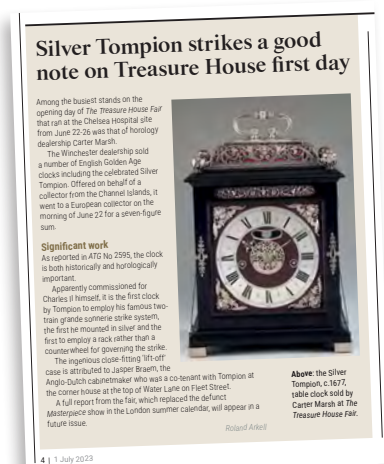 Silver Tompion strikes a good
note on Treasure House first day
Among the busiest stands on the
opening day of The Treasure House Fair
that ran at the Chelsea Hospital site
from June 22-26 was that of horology
dealership Carter Marsh.
The Winchester dealership sold
a number of English Golden Age
clocks including the celebrated Silver
Tompion. Offered on behalf of a
collector from the Channel Islands, it
went to a European collector on the
morning of June 22 for a seven-figure
sum.
Significant work
As reported in ATG No 2595, the clock
is both historically and horologically
important.
Apparently commissioned for
Charles II himself, it is the first clock
by Tompion to employ his famous two-
train grande sonnerie strike system,
the first he mounted in silver and the
first to employ a rack rather than a
counterwheel for governing the strike.
The ingenious close-fitting 'lift-off'
case is attributed to Jasper Braem, the
Anglo-Dutch cabinetmaker who was a co-tenant with Tompion at
the corner house at the top of Water Lane on Fleet Street.
A full report from the fair, which replaced the defunct
Masterpiece show in the London summer calendar, will appear in a
future issue.
Roland Arkell
Above: the Silver
Tompion, c.1677,
table clock sold by
Carter Marsh at The
Treasure House Fair.
4 | 1 July 2023